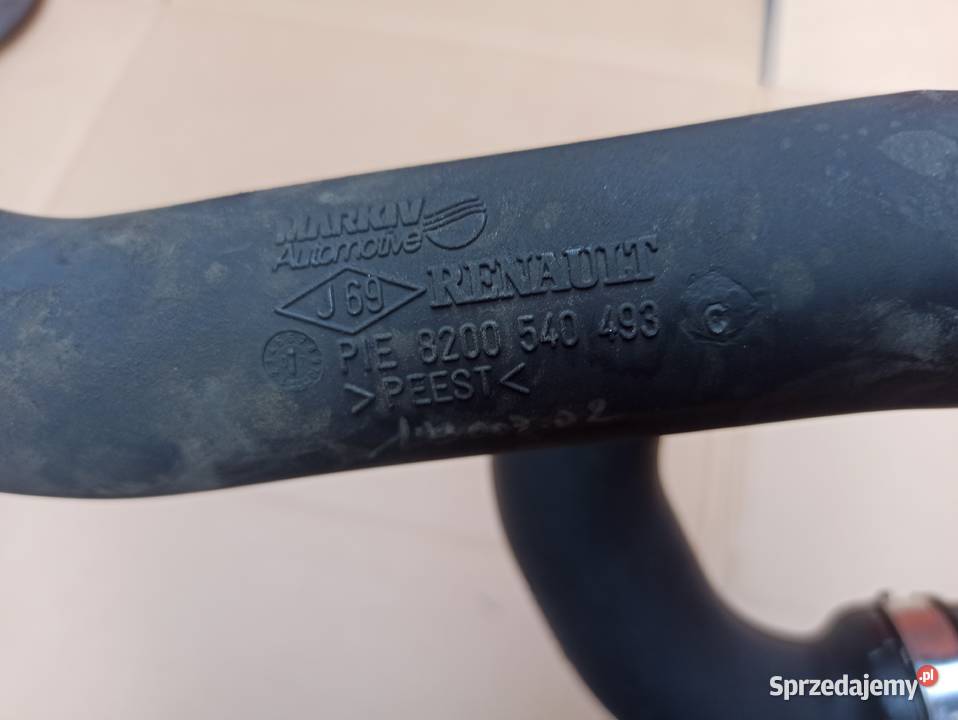 MARKIV
Automotive
J 69 RENAULT
PIE 8200 540 493 C
>PEEST<
Sprzedajemy.pl